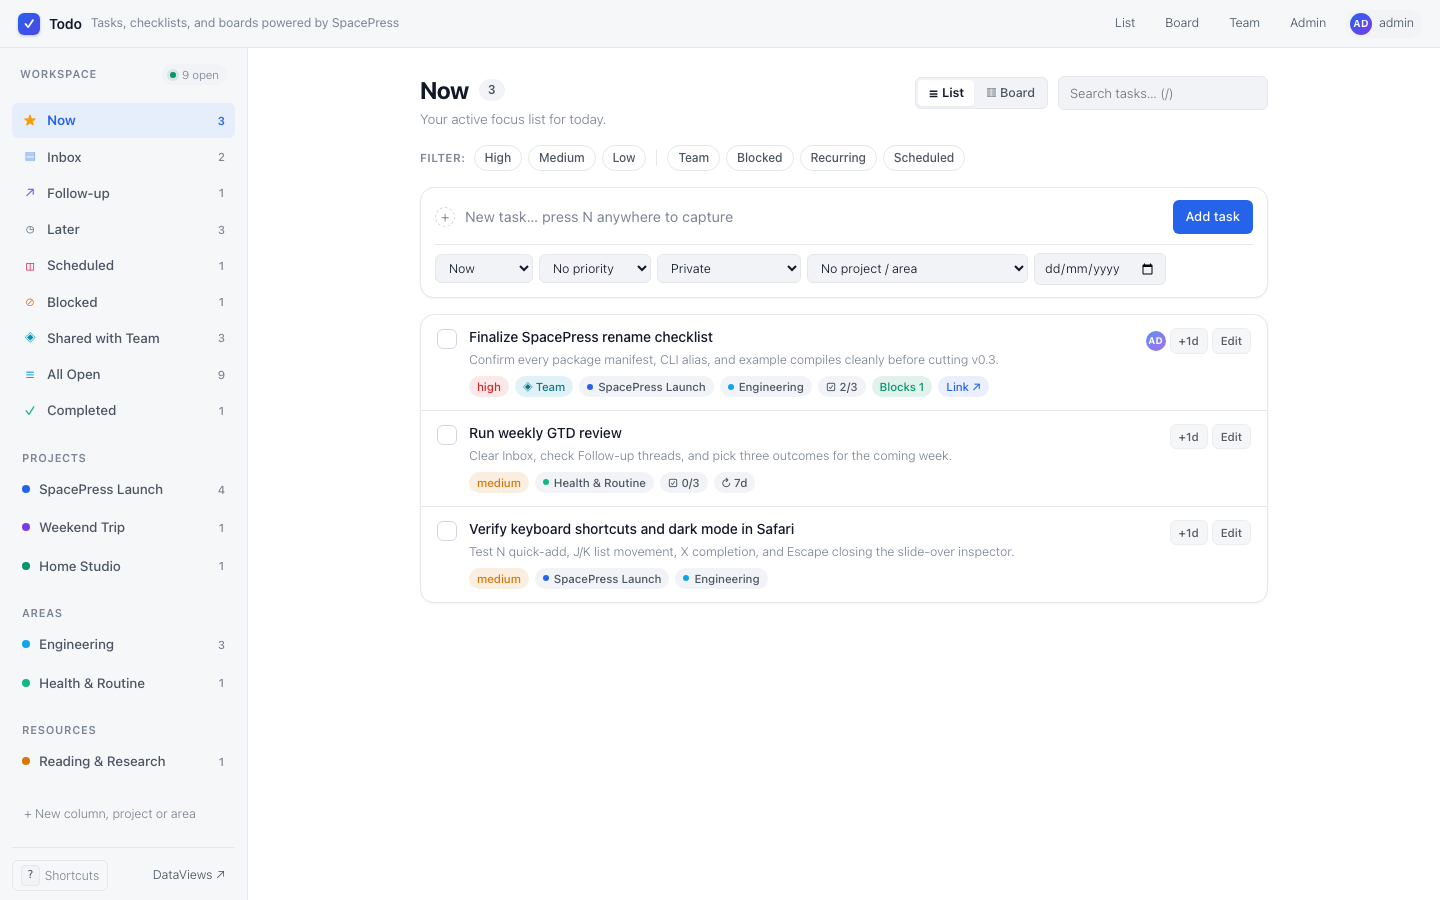 Todo Tasks, checklists, and boards powered by SpacePress
List Board Team Admin AD admin
WORKSPACE 9 open
Now 3
Inbox 2
Follow-up 1
Later 3
Scheduled 1
Blocked 1
Shared with Team 3
All Open 9
Completed 1
PROJECTS
SpacePress Launch 4
Weekend Trip 1
Home Studio 1
AREAS
Engineering 3
Health & Routine 1
RESOURCES
Reading & Research 1
+ New column, project or area
? Shortcuts DataViews ↗
Now 3
Your active focus list for today.
List Board Search tasks... (/)
FILTER: High Medium Low Team Blocked Recurring Scheduled
+ New task... press N anywhere to capture Add task
Now No priority Private No project / area dd/mm/yyyy
Finalize SpacePress rename checklist AD +1d Edit
Confirm every package manifest, CLI alias, and example compiles cleanly before cutting v0.3.
high ◈ Team SpacePress Launch Engineering ☑ 2/3 Blocks 1 Link ↗
Run weekly GTD review +1d Edit
Clear Inbox, check Follow-up threads, and pick three outcomes for the coming week.
medium Health & Routine ☑ 0/3 ↻ 7d
Verify keyboard shortcuts and dark mode in Safari +1d Edit
Test N quick-add, J/K list movement, X completion, and Escape closing the slide-over inspector.
medium SpacePress Launch Engineering